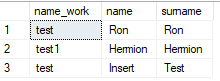 name_work name surname
1 test Ron Ron
2 test1 Hermion Hermion
3 test Insert Test